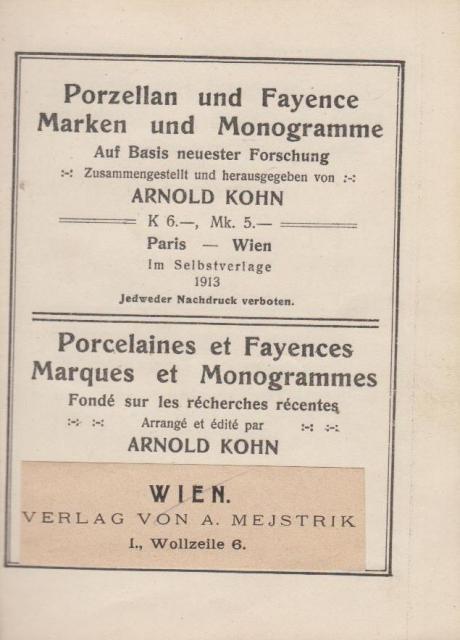 Porzellan und Fayence
Marken und Monogramme
Auf Basis neuester Forschung
:-: Zusammengestellt und herausgegeben von :-:
ARNOLD KOHN
K 6.—, Mk. 5.—
Paris — Wien
Im Selbstverlage
1913
Jedweder Nachdruck verboten.
Porcelaines et Fayences
Marques et Monogrammes
Fondé sur les récherches récentes
:-: :-: Arrangé et édité par :-: :-:
ARNOLD KOHN
WIEN.
VERLAG VON A. MEJSTRIK
I., Wollzeile 6.